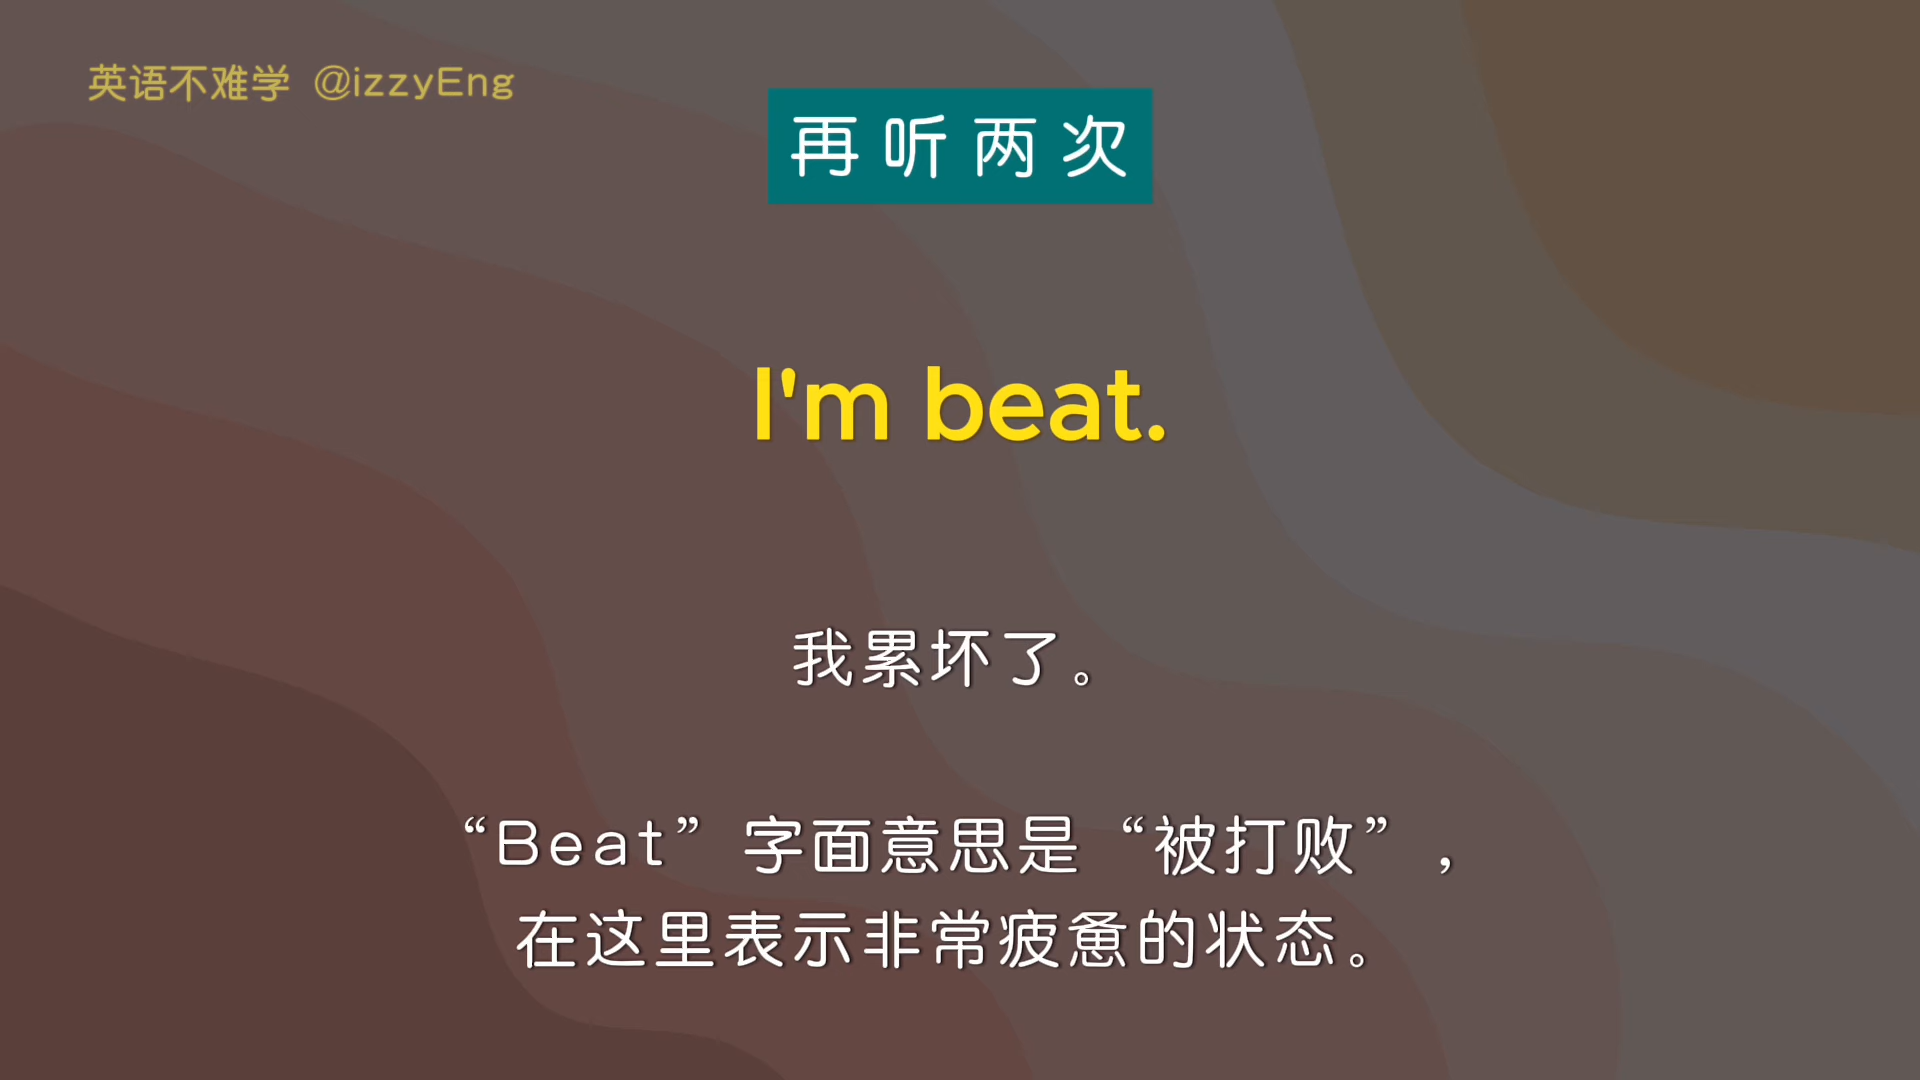 英语不难学 @izzyEng
再听两次
I'm beat.
我累坏了。
“Beat”字面意思是“被打败”，
在这里表示非常疲惫的状态。